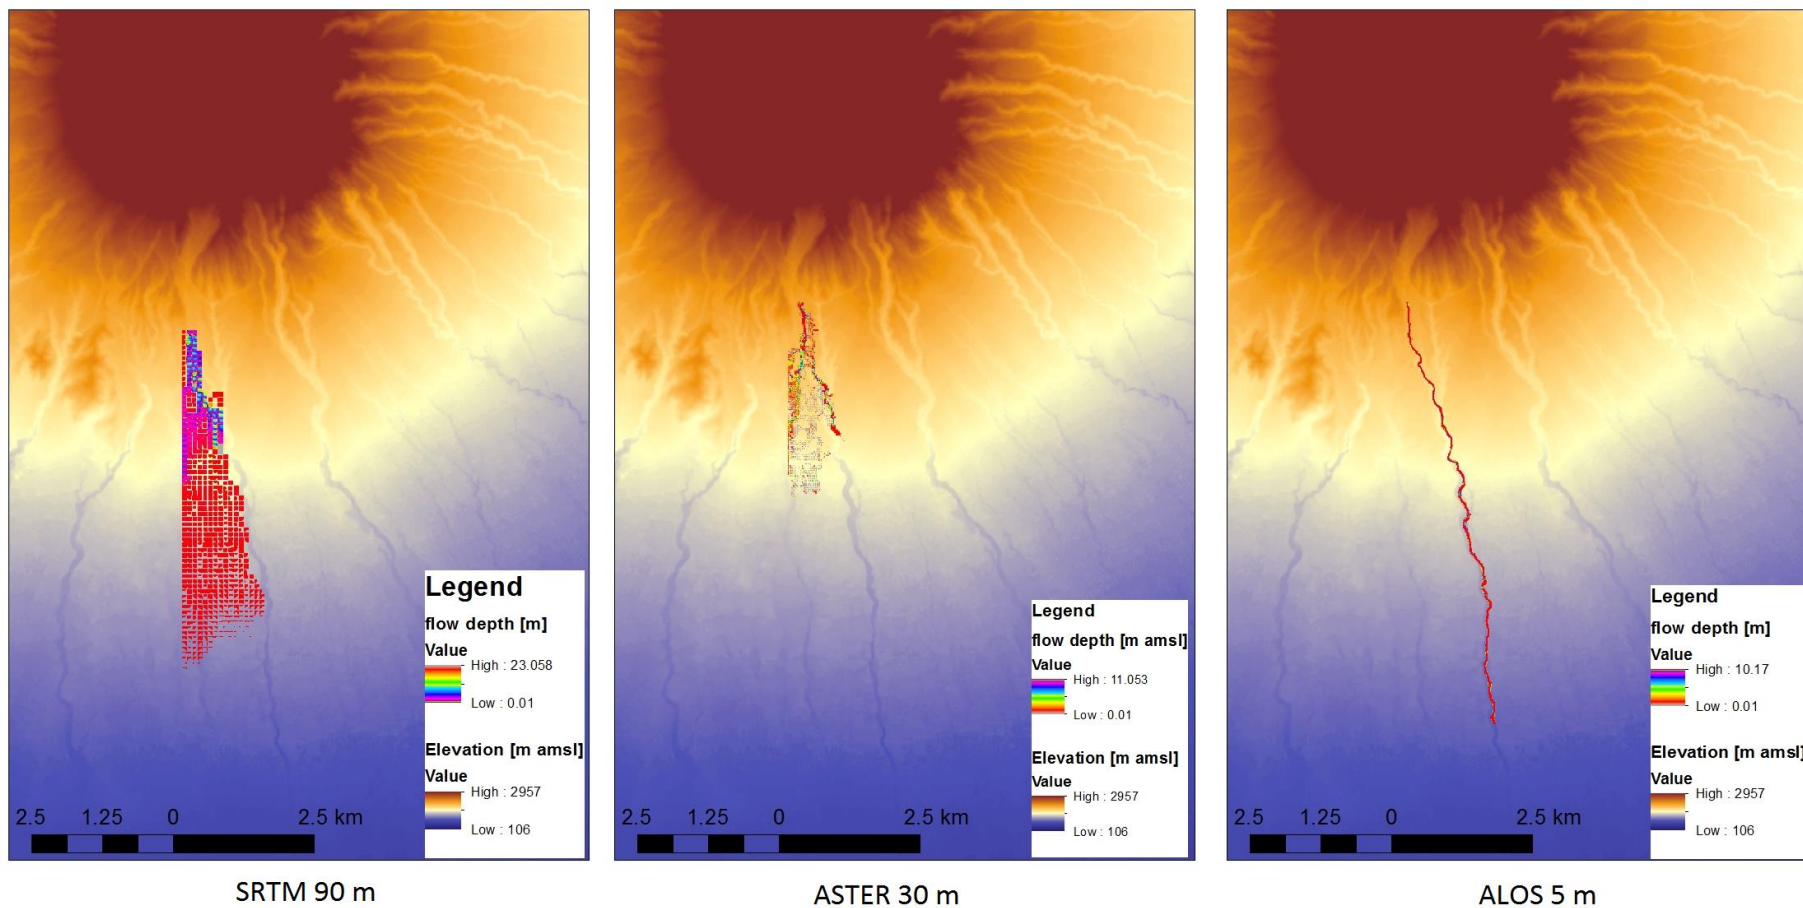 Legend
flow depth [m]
Value
High : 23.058
Low : 0.01
Elevation [m amsl]
Value
High : 2957
Low : 106
2.5 1.25 0 2.5 km
SRTM 90 m
Legend
flow depth [m amsl]
Value
High : 11.053
Low : 0.01
Elevation [m amsl]
Value
High : 2957
Low : 106
2.5 1.25 0 2.5 km
ASTER 30 m
Legend
flow depth [m]
Value
High : 10.17
Low : 0.01
Elevation [m amsl]
Value
High : 2957
Low : 106
2.5 1.25 0 2.5 km
ALOS 5 m